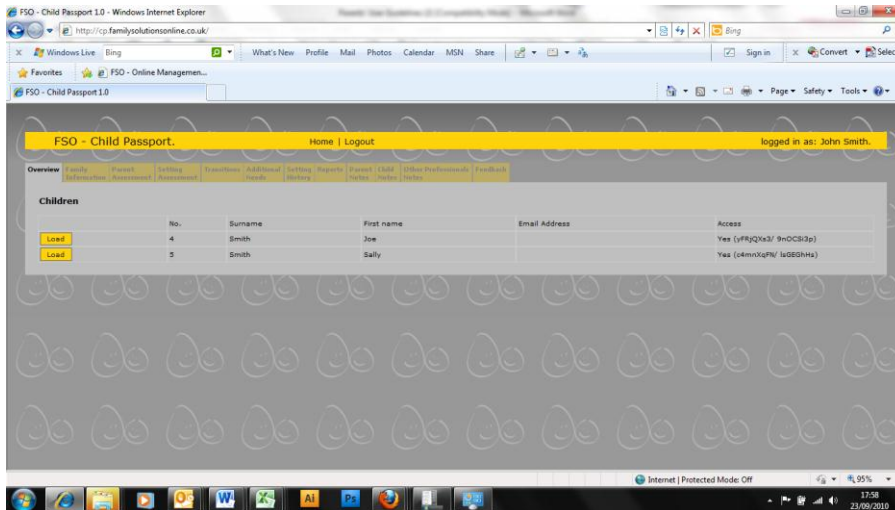 FSO - Child Passport 1.0 - Windows Internet Explorer
http://cp.familysolutionsonline.co.uk/
Bing
Windows Live Bing What's New Profile Mail Photos Calendar MSN Share Sign in Convert Selec
Favorites FSO - Online Managemen...
FSO - Child Passport 1.0 Page Safety Tools
FSO - Child Passport. Home | Logout logged in as: John Smith.
Overview Family Information Parent Assessment Setting Assessment Transitions Additional Needs Setting History Reports Parent Notes Child Notes Other Professionals Notes Feedback
Children
No. Surname First name Email Address Access
Load 4 Smith Joe Yes (yFRjQXs3/ 9nOCSi3p)
Load 5 Smith Sally Yes (c4mnXqFN/ lsGEGhHs)
Internet | Protected Mode: Off 95%
17:58
23/09/2010